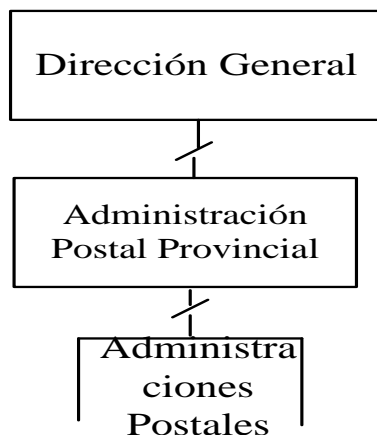 Dirección General
Administración
Postal Provincial
Administra
ciones
Postales